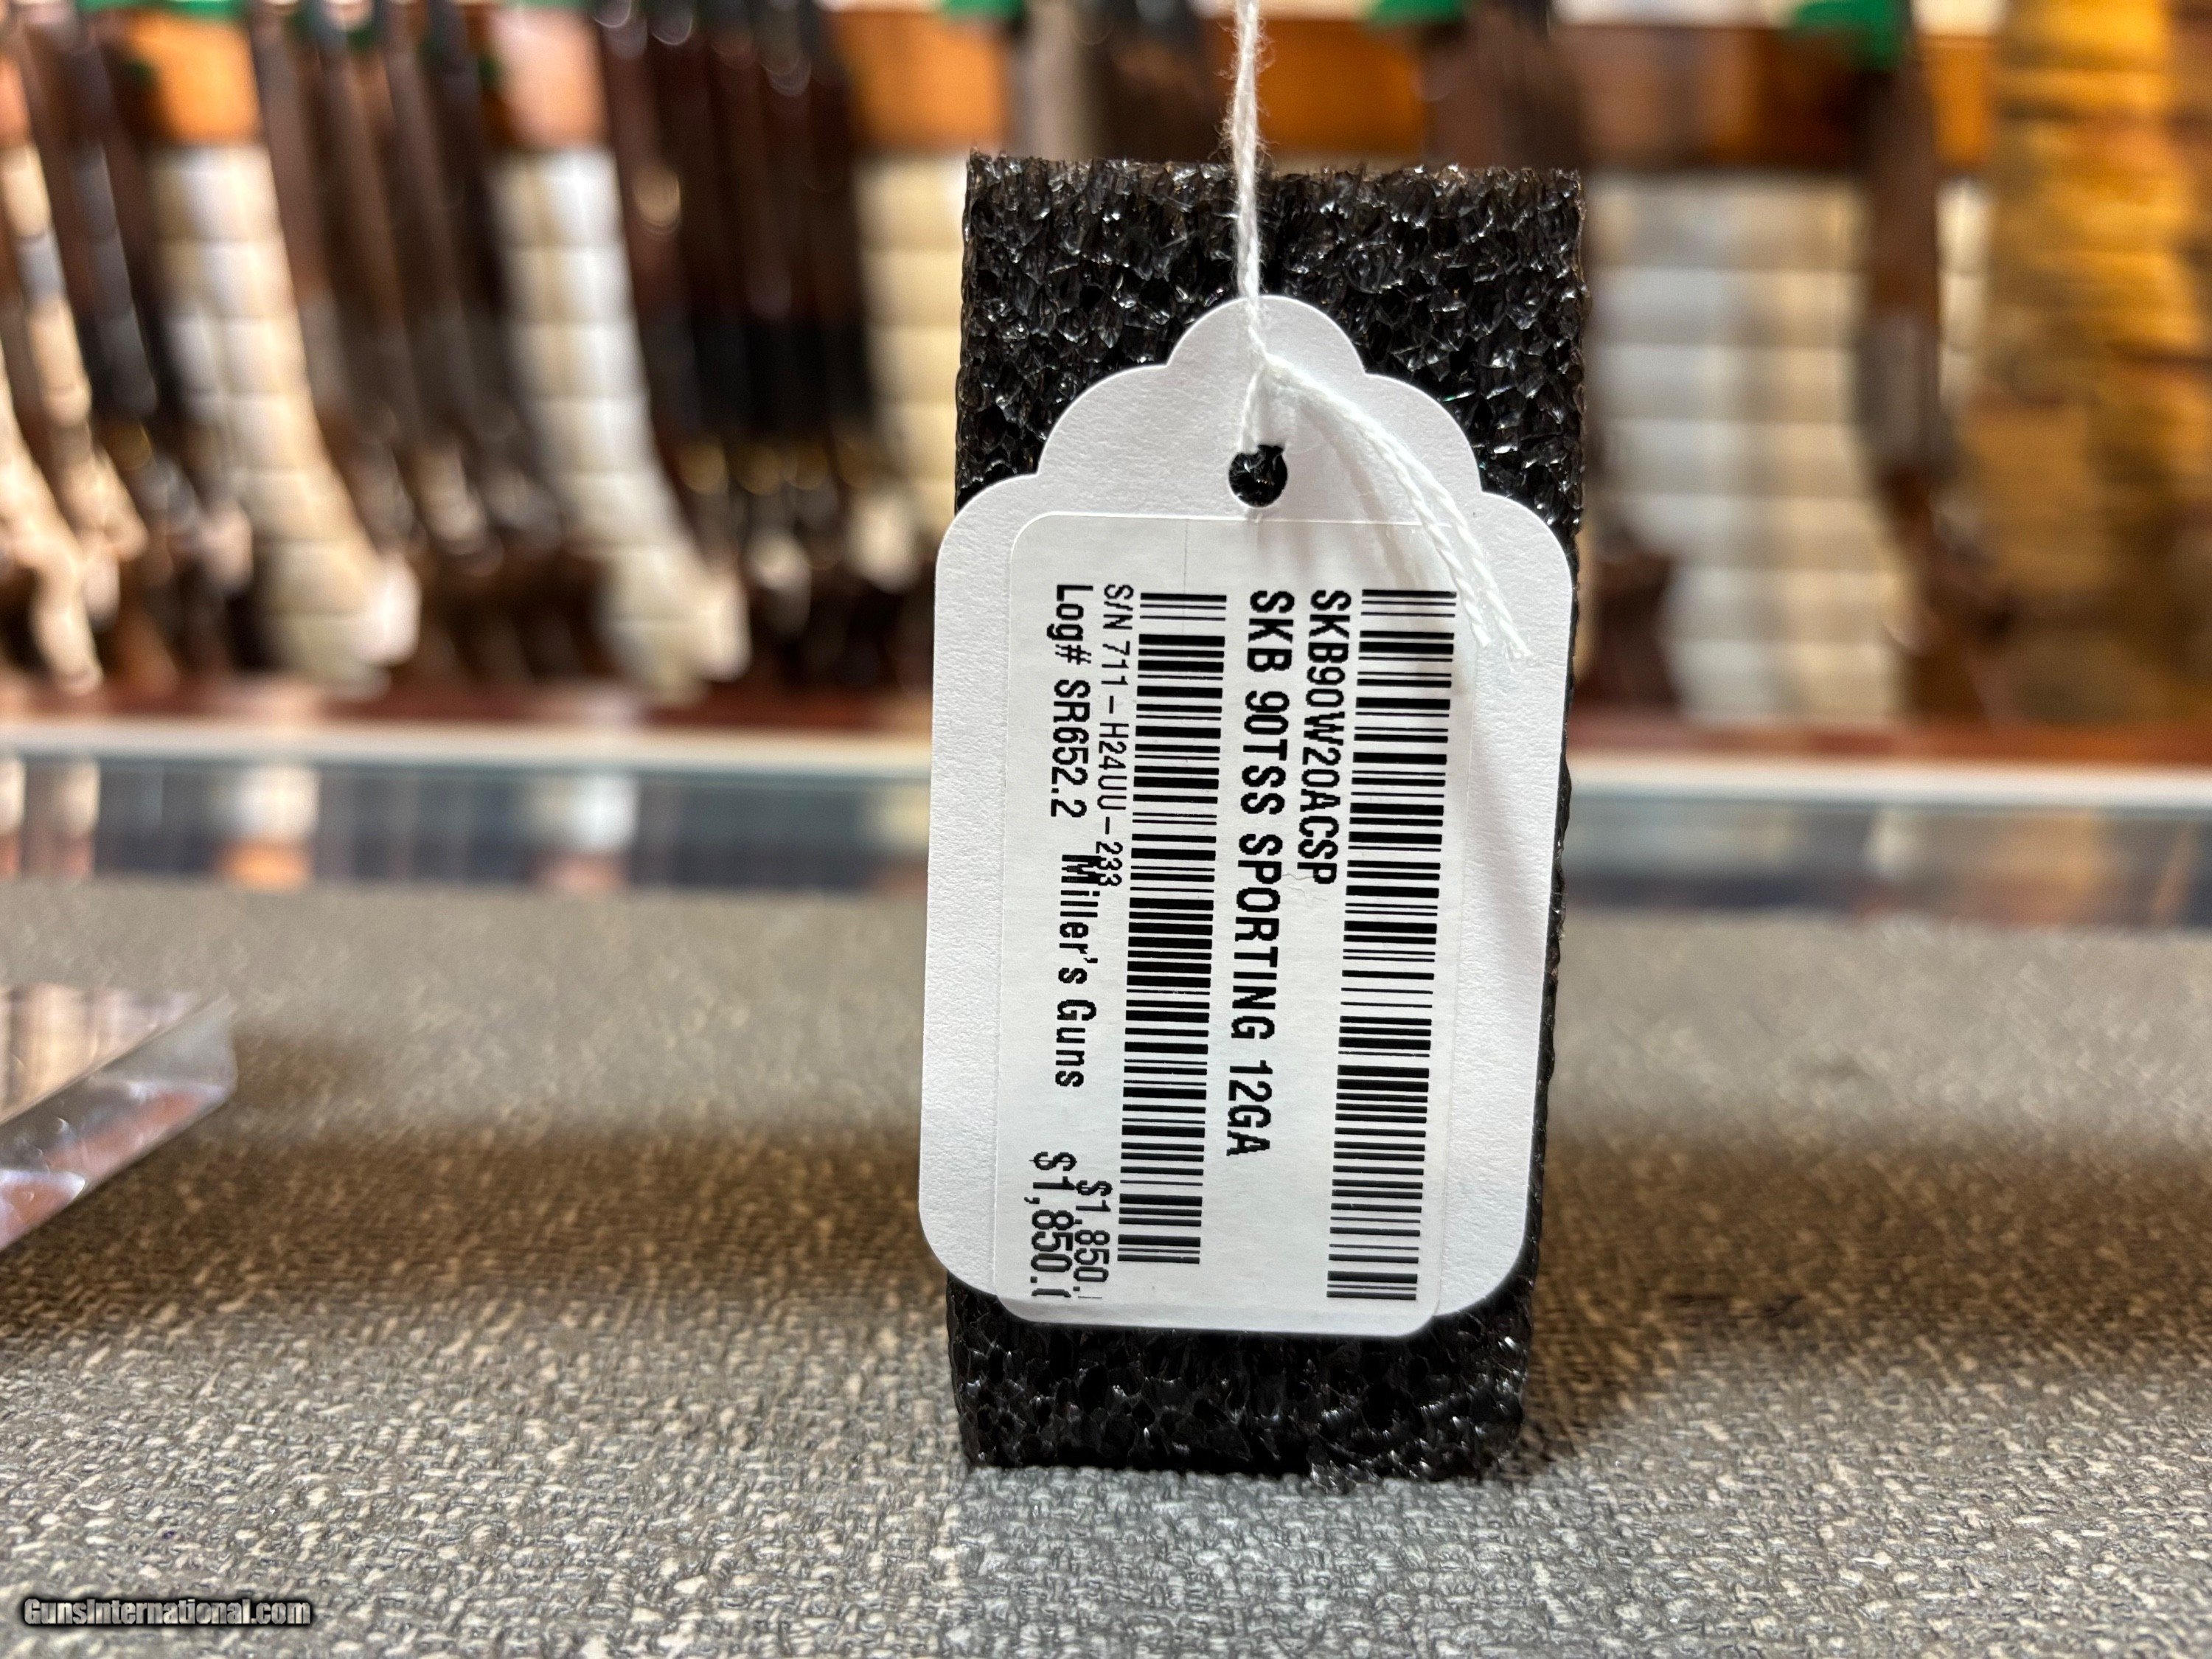 SKB90W20ACSP
SKB 90TSS SPORTING 12GA
S/N 711-H24UU-233
$1,850.
Log# SR652.2 Miller's Guns $1,850.(
GunsInternational.com